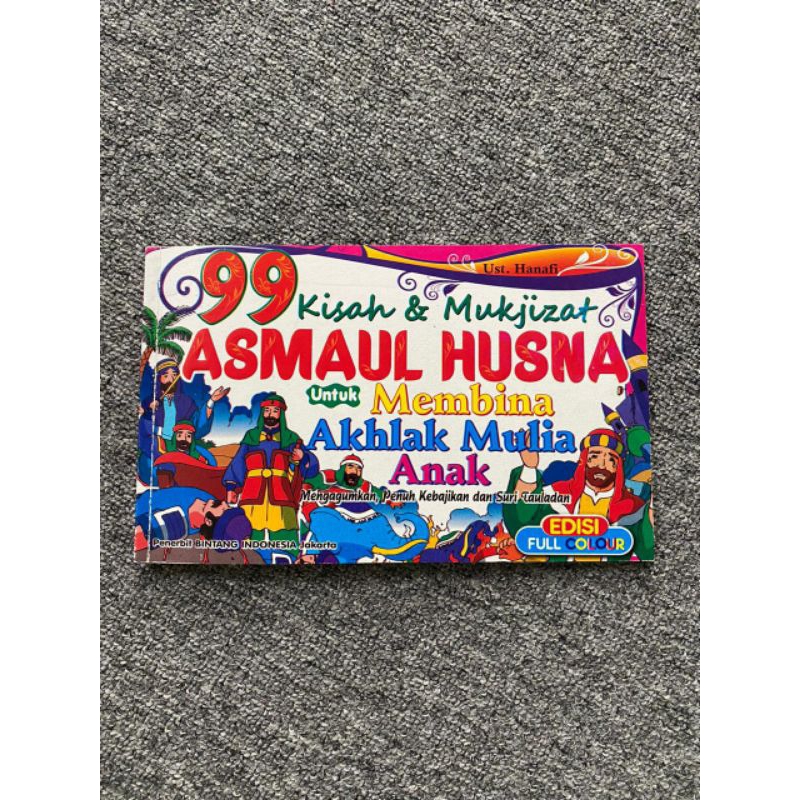 Ust. Hanafi
99 Kisah & Mukjizat
ASMAUL HUSNA
Untuk Membina
Akhlak Mulia
Anak
Mengagumkan, Penuh Kebajikan dan Suri Tauladan
EDISI
FULL COLOUR
Penerbit BINTANG INDONESIA Jakarta